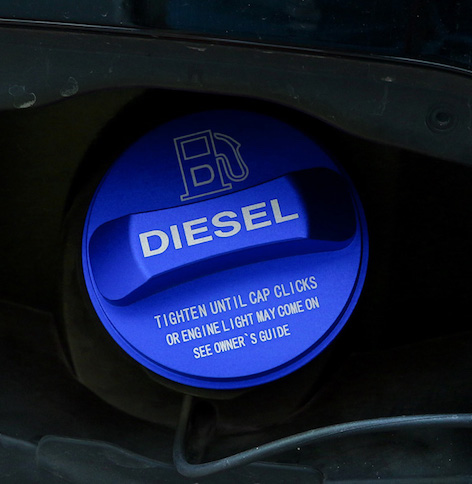 DIESEL
TIGHTEN UNTIL CAP CLICKS
OR ENGINE LIGHT MAY COME ON
SEE OWNER`S GUIDE